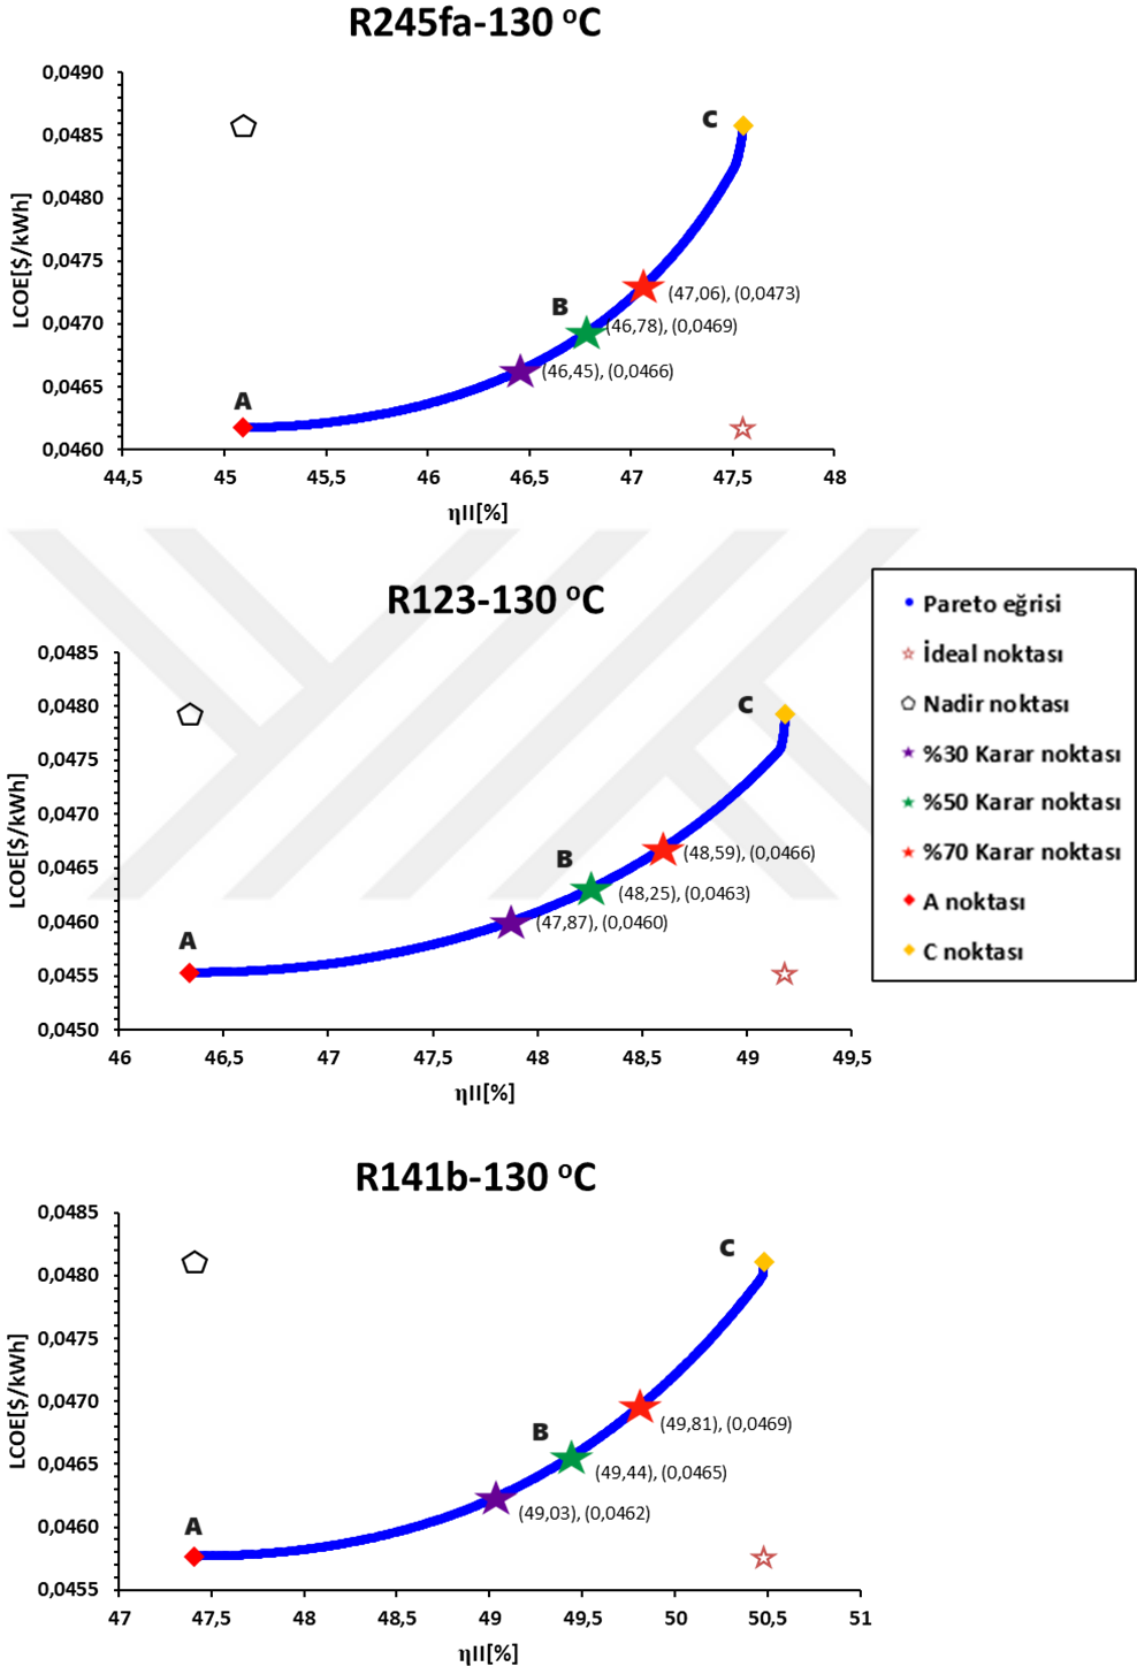 R245fa-130 °C
0,0490
0,0485
0,0480
0,0475
0,0470
0,0465
0,0460
LCOE[$/kWh]
C
B
A
(47,06), (0,0473)
(46,78), (0,0469)
(46,45), (0,0466)
44,5 45 45,5 46 46,5 47 47,5 48
ηII[%]
R123-130 °C
0,0485
0,0480
0,0475
0,0470
0,0465
0,0460
0,0455
0,0450
LCOE[$/kWh]
C
B
A
(48,59), (0,0466)
(48,25), (0,0463)
(47,87), (0,0460)
46 46,5 47 47,5 48 48,5 49 49,5
ηII[%]
Pareto eğrisi
İdeal noktası
Nadir noktası
%30 Karar noktası
%50 Karar noktası
%70 Karar noktası
A noktası
C noktası
R141b-130 °C
0,0485
0,0480
0,0475
0,0470
0,0465
0,0460
0,0455
LCOE[$/kWh]
C
B
A
(49,81), (0,0469)
(49,44), (0,0465)
(49,03), (0,0462)
47 47,5 48 48,5 49 49,5 50 50,5 51
ηII[%]